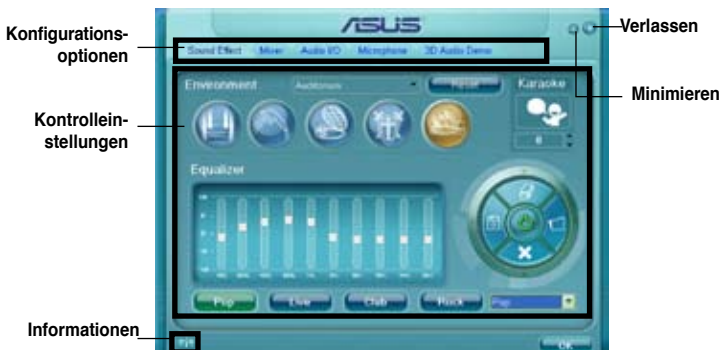 Konfigurations-
optionen
Kontrollein-
stellungen
Informationen
Verlassen
Minimieren
ASUS
Sound Effect Mixer Audio I/O Microphone 3D Audio Demo
Environment Auditorium Reset Karaoke
Equalizer
Pop Live Club Rock Pop
OK